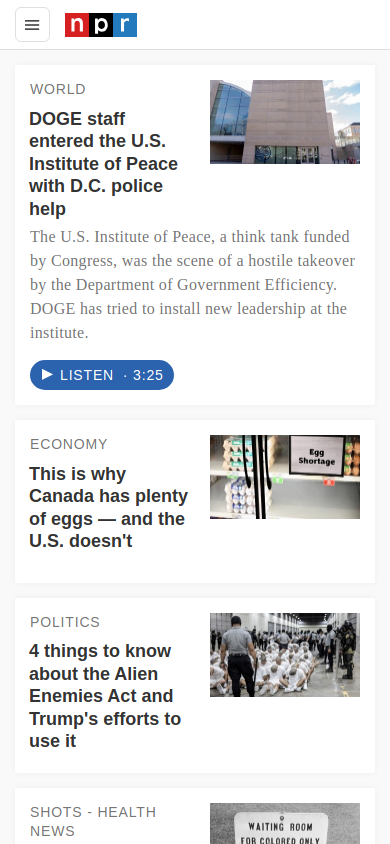 npr
WORLD
DOGE staff
entered the U.S.
Institute of Peace
with D.C. police
help
The U.S. Institute of Peace, a think tank funded
by Congress, was the scene of a hostile takeover
by the Department of Government Efficiency.
DOGE has tried to install new leadership at the
institute.
LISTEN · 3:25
ECONOMY
This is why
Canada has plenty
of eggs — and the
U.S. doesn't
Egg
Shortage
POLITICS
4 things to know
about the Alien
Enemies Act and
Trump's efforts to
use it
SHOTS - HEALTH
NEWS
WAITING ROOM
FOR COLORED ONLY